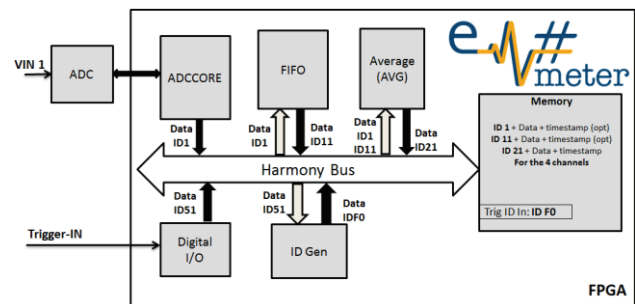 e #
meter
VIN 1
ADC
ADCCORE
FIFO
Average
(AVG)
Memory
ID 1 + Data + timestamp (opt)
ID 11 + Data + timestamp (opt)
ID 21 + Data + timestamp
For the 4 channels
Trig ID In: ID F0
Data
ID1
Data
ID1
Data
ID11
Data
ID1
ID11
Data
ID21
Harmony Bus
Data
ID51
Data
ID51
Data
IDF0
Trigger-IN
Digital
I/O
ID Gen
FPGA